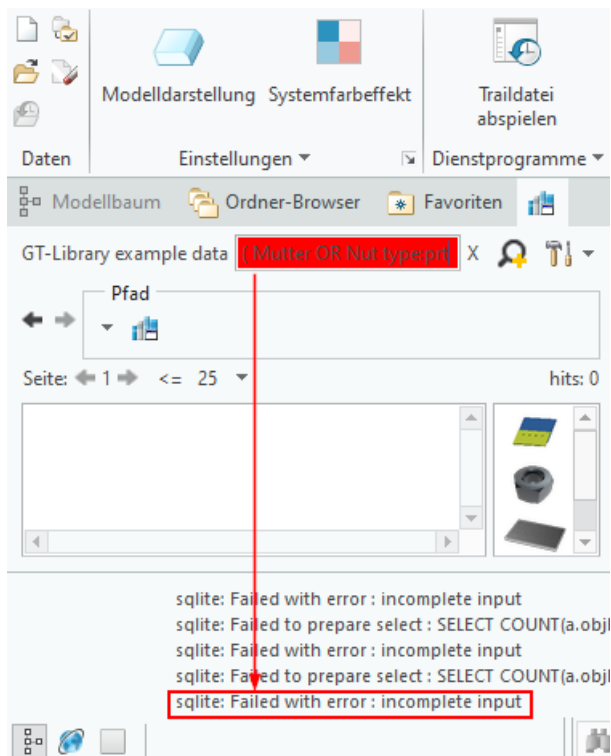 Modelldarstellung Systemfarbeffekt Traildatei
abspielen
Daten Einstellungen Dienstprogramme
Modellbaum Ordner-Browser Favoriten
GT-Library example data ( Mutter OR Nut type:prt X
Pfad
Seite: 1 <= 25 hits: 0
sqlite: Failed with error : incomplete input
sqlite: Failed to prepare select : SELECT COUNT(a.obj
sqlite: Failed with error : incomplete input
sqlite: Failed to prepare select : SELECT COUNT(a.obj
sqlite: Failed with error : incomplete input